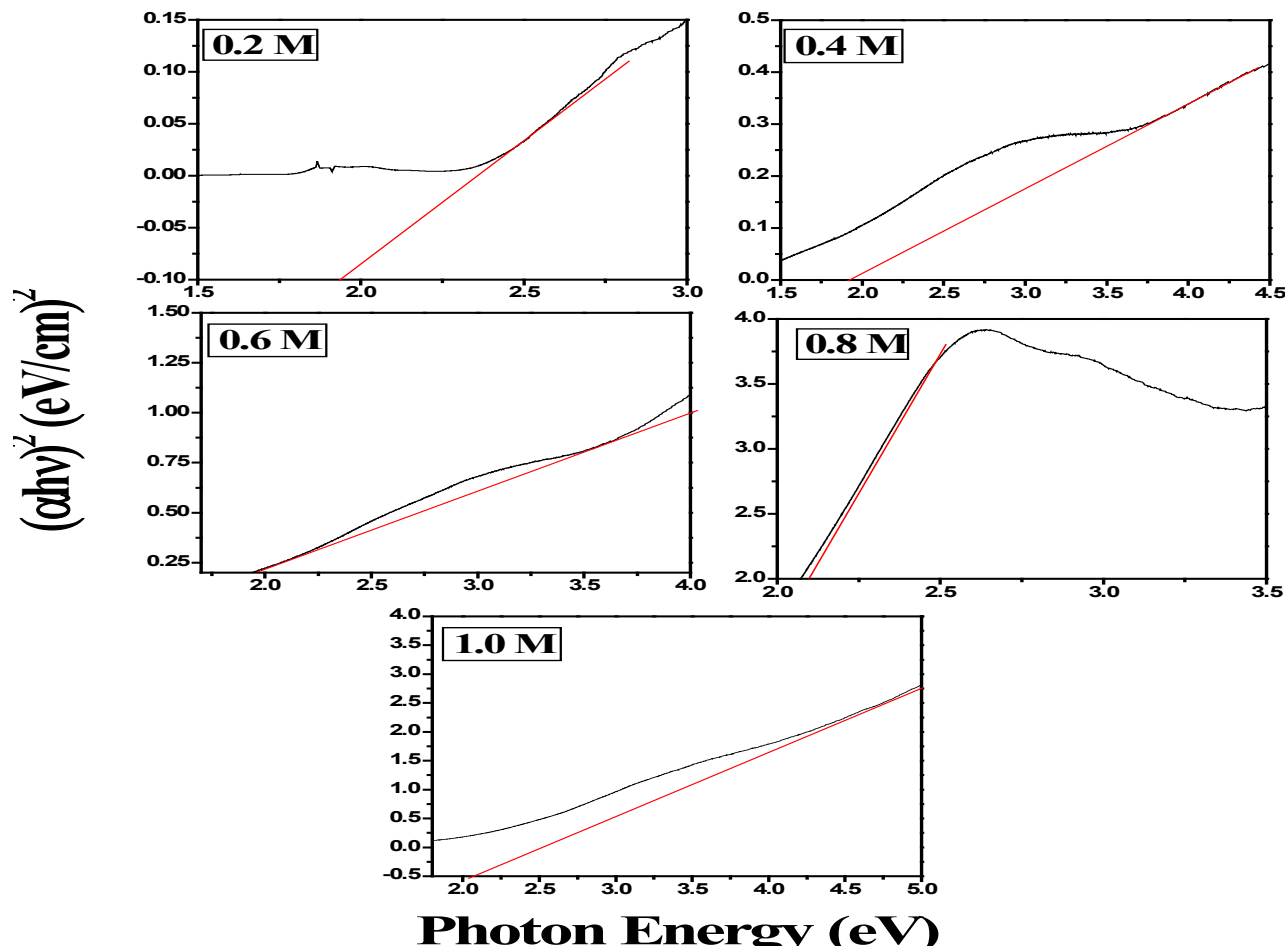 0.2 M
0.15
0.10
0.05
0.00
-0.05
-0.10
1.5 2.0 2.5 3.0
0.4 M
0.5
0.4
0.3
0.2
0.1
0.0
1.5 2.0 2.5 3.0 3.5 4.0 4.5
(αhν)² (eV/cm)²
0.6 M
1.50
1.25
1.00
0.75
0.50
0.25
2.0 2.5 3.0 3.5 4.0
0.8 M
4.0
3.5
3.0
2.5
2.0
2.0 2.5 3.0 3.5
1.0 M
4.0
3.5
3.0
2.5
2.0
1.5
1.0
0.5
0.0
-0.5
2.0 2.5 3.0 3.5 4.0 4.5 5.0
Photon Energy (eV)